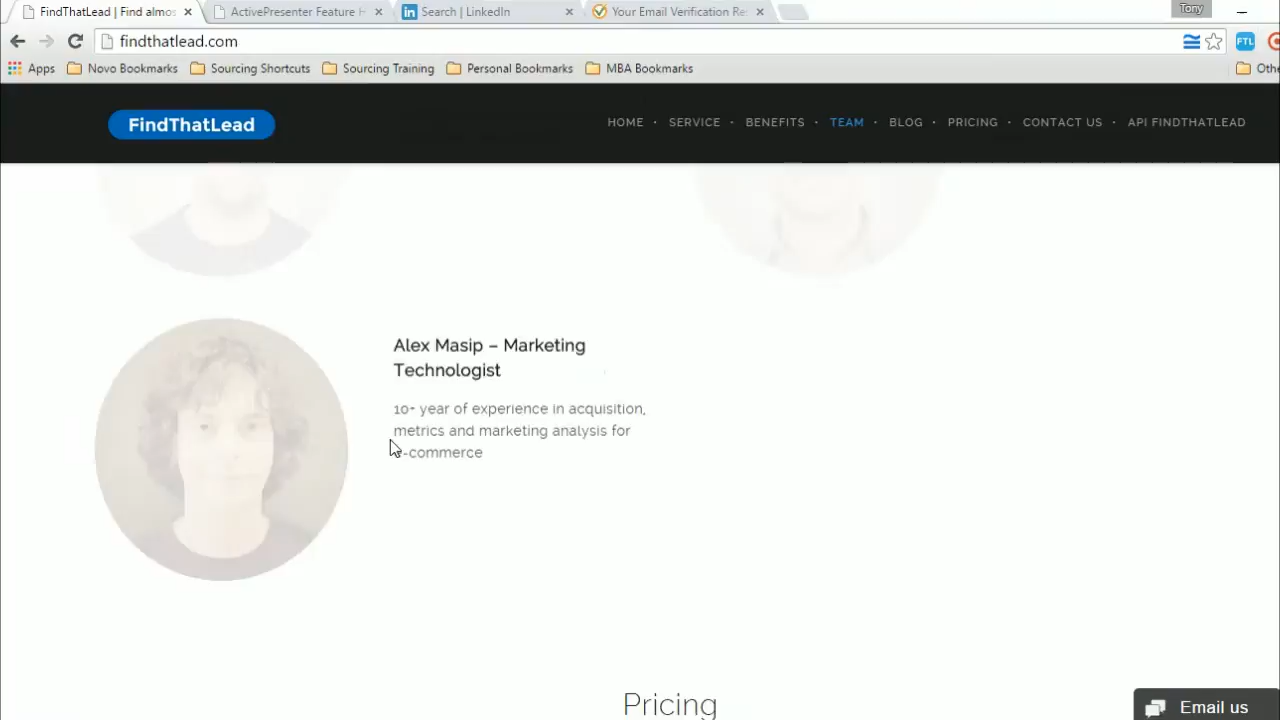 FindThatLead | Find almos
ActivePresenter Feature H
Search | LinkedIn
Your Email Verification Re
Tony
findthatlead.com
FTL
Apps
Novo Bookmarks
Sourcing Shortcuts
Sourcing Training
Personal Bookmarks
MBA Bookmarks
Othe
FindThatLead
HOME · SERVICE · BENEFITS · TEAM · BLOG · PRICING · CONTACT US · API FINDTHATLEAD
Alex Masip – Marketing
Technologist
10+ year of experience in acquisition,
metrics and marketing analysis for
e-commerce
Pricing
Email us